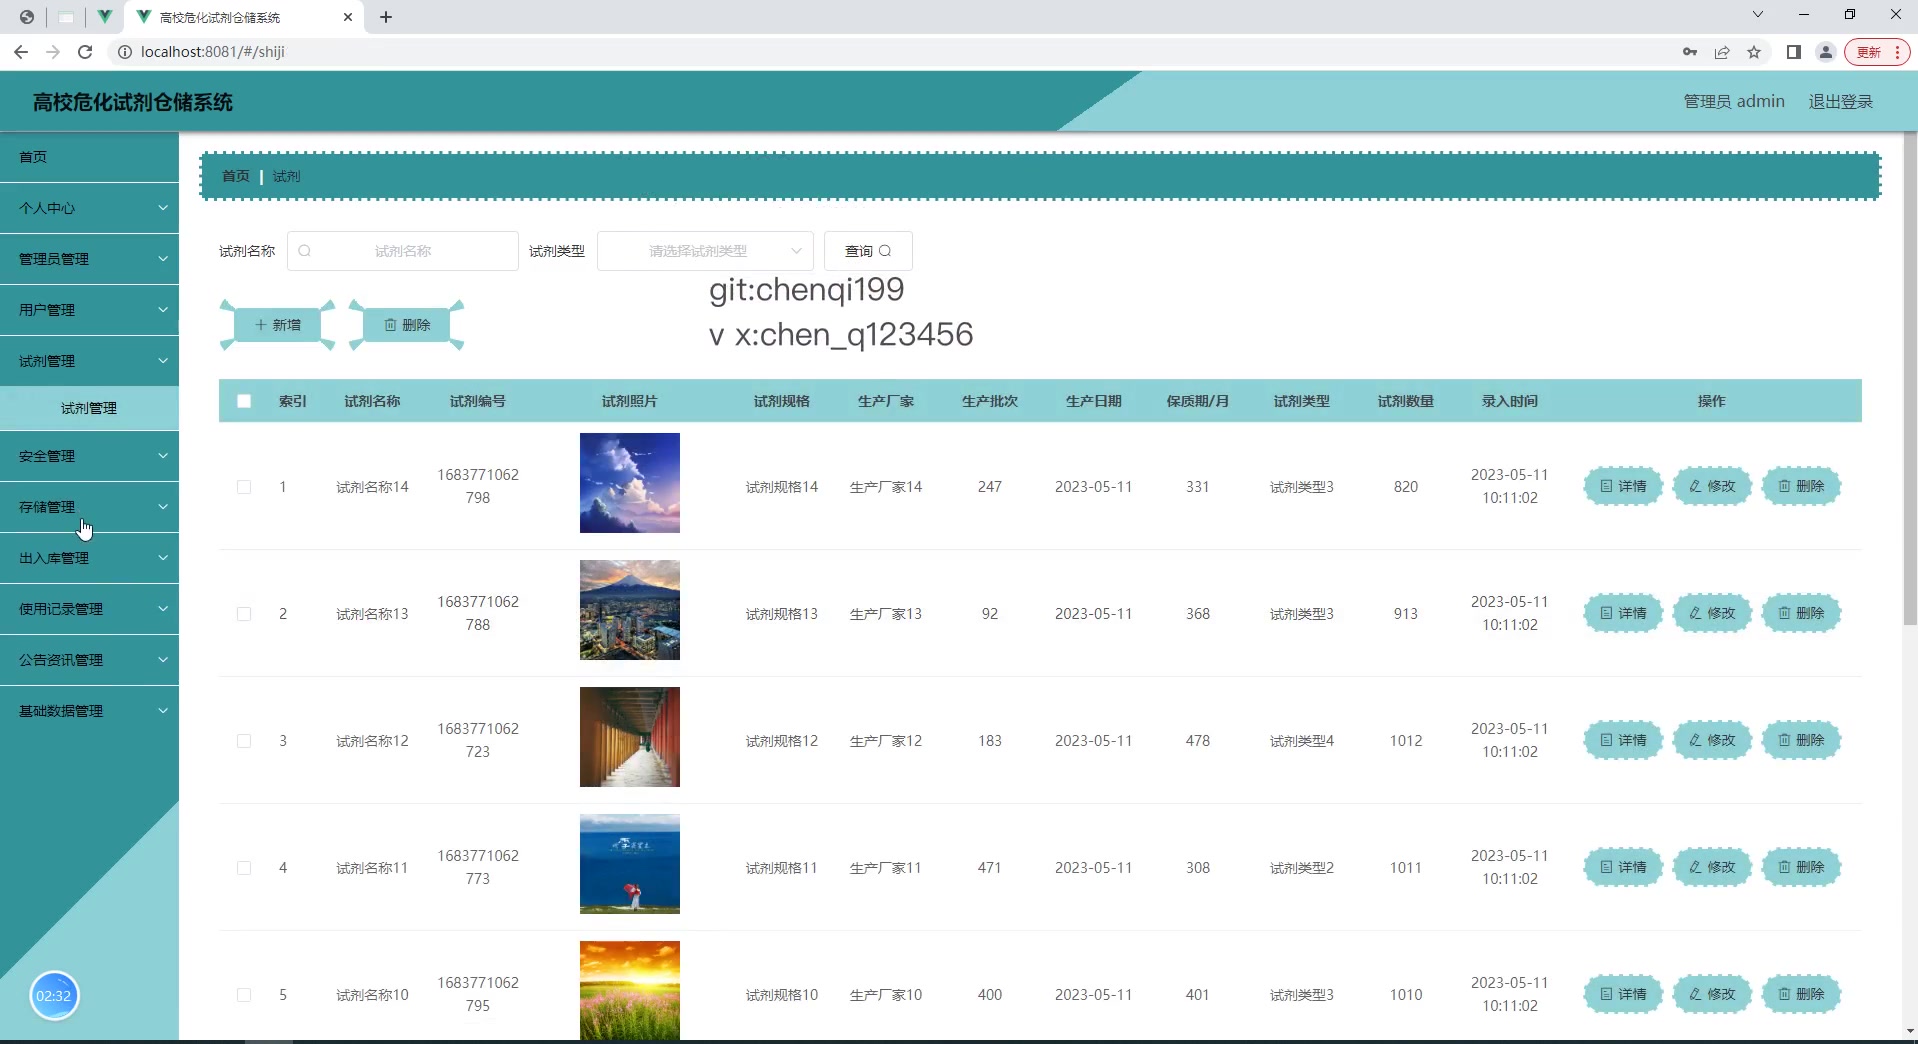 高校危化试剂仓储系统
localhost:8081/#/shiji
更新
高校危化试剂仓储系统
管理员 admin
退出登录
首页
个人中心
管理员管理
用户管理
试剂管理
试剂管理
安全管理
存储管理
出入库管理
使用记录管理
公告资讯管理
基础数据管理
02:32
首页 | 试剂
试剂名称 试剂名称 试剂类型 请选择试剂类型 查询
git:chenqi199
v x:chen_q123456
新增 删除
索引 试剂名称 试剂编号 试剂照片 试剂规格 生产厂家 生产批次 生产日期 保质期/月 试剂类型 试剂数量 录入时间 操作
1 试剂名称14 1683771062798 试剂规格14 生产厂家14 247 2023-05-11 331 试剂类型3 820 2023-05-11 10:11:02 详情 修改 删除
2 试剂名称13 1683771062788 试剂规格13 生产厂家13 92 2023-05-11 368 试剂类型3 913 2023-05-11 10:11:02 详情 修改 删除
3 试剂名称12 1683771062723 试剂规格12 生产厂家12 183 2023-05-11 478 试剂类型4 1012 2023-05-11 10:11:02 详情 修改 删除
4 试剂名称11 1683771062773 试剂规格11 生产厂家11 471 2023-05-11 308 试剂类型2 1011 2023-05-11 10:11:02 详情 修改 删除
5 试剂名称10 1683771062795 试剂规格10 生产厂家10 400 2023-05-11 401 试剂类型3 1010 2023-05-11 10:11:02 详情 修改 删除